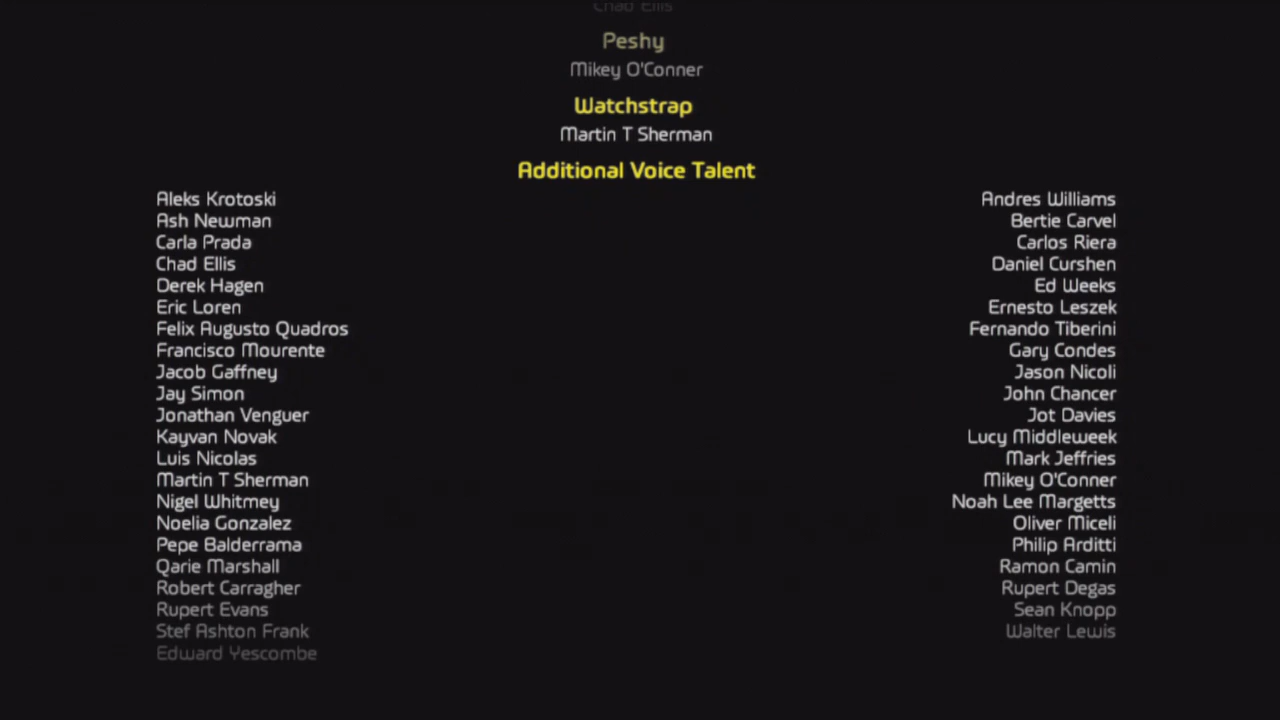 Chad Ellis
Peshy
Mikey O'Conner
Watchstrap
Martin T Sherman
Additional Voice Talent
Aleks Krotoski Andres Williams
Ash Newman Bertie Carvel
Carla Prada Carlos Riera
Chad Ellis Daniel Curshen
Derek Hagen Ed Weeks
Eric Loren Ernesto Leszek
Felix Augusto Quadros Fernando Tiberini
Francisco Mourente Gary Condes
Jacob Gaffney Jason Nicoli
Jay Simon John Chancer
Jonathan Venguer Jot Davies
Kayvan Novak Lucy Middleweek
Luis Nicolas Mark Jeffries
Martin T Sherman Mikey O'Conner
Nigel Whitmey Noah Lee Margetts
Noelia Gonzalez Oliver Miceli
Pepe Balderrama Philip Arditti
Qarie Marshall Ramon Camin
Robert Carragher Rupert Degas
Rupert Evans Sean Knopp
Stef Ashton Frank Walter Lewis
Edward Yescombe